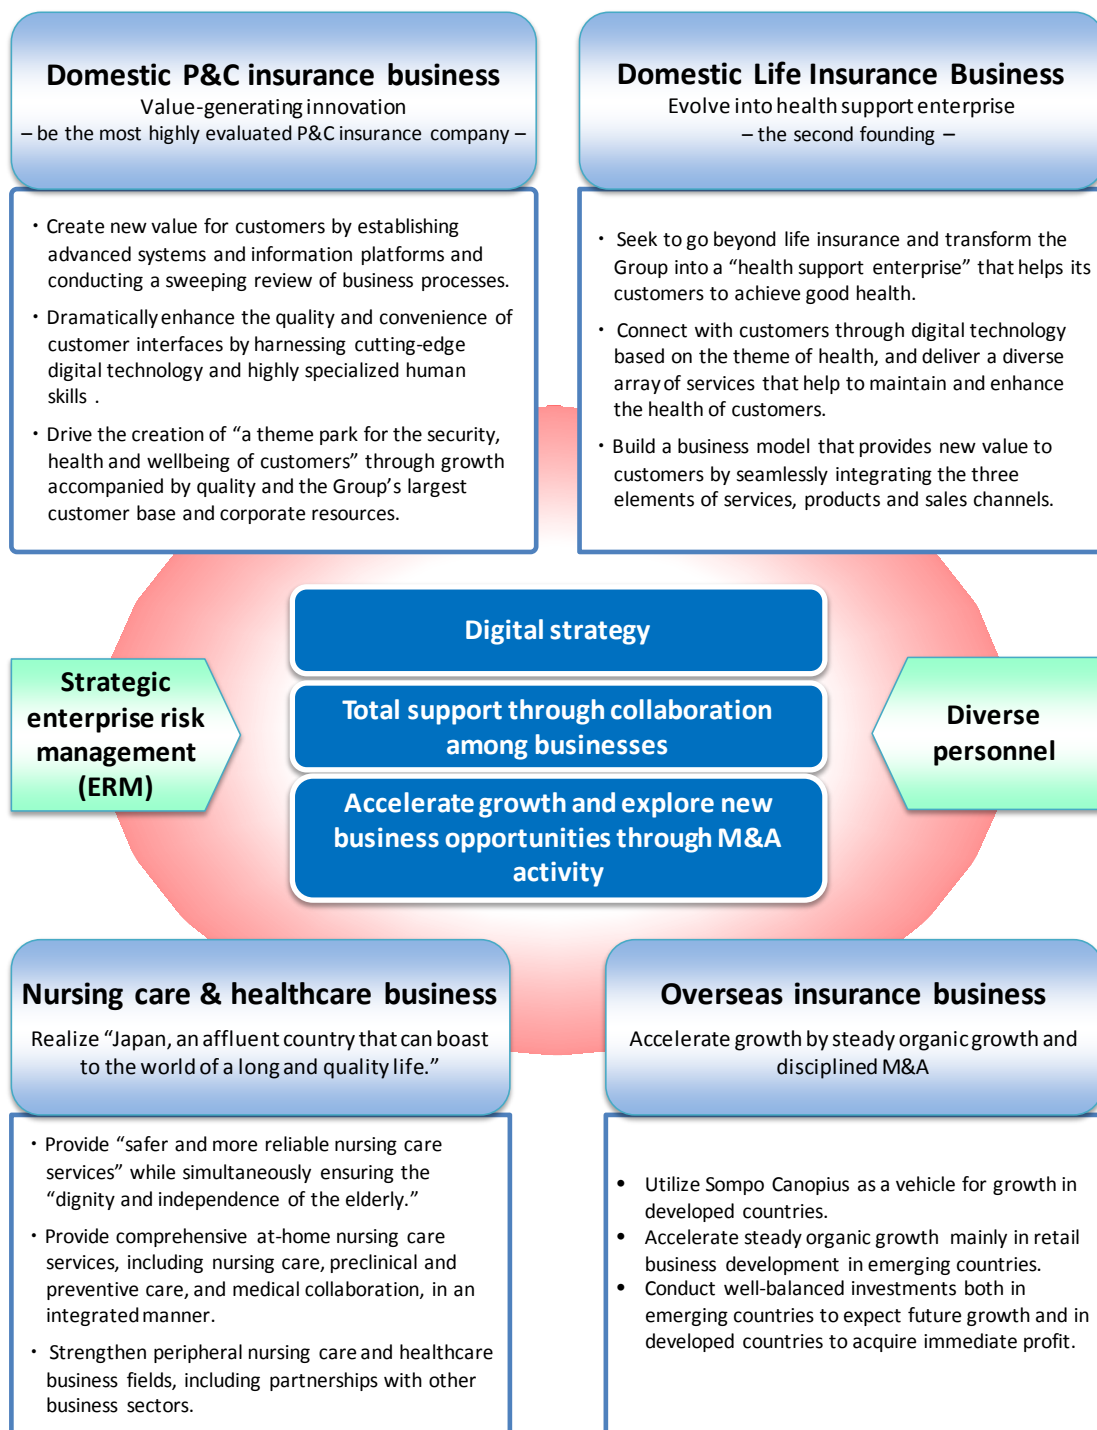 Domestic P&C insurance business
Value-generating innovation
– be the most highly evaluated P&C insurance company –
・Create new value for customers by establishing
advanced systems and information platforms and
conducting a sweeping review of business processes.
・Dramatically enhance the quality and convenience of
customer interfaces by harnessing cutting-edge
digital technology and highly specialized human
skills .
・Drive the creation of “a theme park for the security,
health and wellbeing of customers” through growth
accompanied by quality and the Group’s largest
customer base and corporate resources.
Domestic Life Insurance Business
Evolve into health support enterprise
– the second founding –
・ Seek to go beyond life insurance and transform the
Group into a “health support enterprise” that helps its
customers to achieve good health.
・ Connect with customers through digital technology
based on the theme of health, and deliver a diverse
array of services that help to maintain and enhance
the health of customers.
・Build a business model that provides new value to
customers by seamlessly integrating the three
elements of services, products and sales channels.
Digital strategy
Total support through collaboration
among businesses
Accelerate growth and explore new
business opportunities through M&A
activity
Strategic
enterprise risk
management
(ERM)
Diverse
personnel
Nursing care & healthcare business
Realize “Japan, an affluent country that can boast
to the world of a long and quality life.”
・Provide “safer and more reliable nursing care
services” while simultaneously ensuring the
“dignity and independence of the elderly.”
・Provide comprehensive at-home nursing care
services, including nursing care, preclinical and
preventive care, and medical collaboration, in an
integrated manner.
・ Strengthen peripheral nursing care and healthcare
business fields, including partnerships with other
business sectors.
Overseas insurance business
Accelerate growth by steady organic growth and
disciplined M&A
• Utilize Sompo Canopius as a vehicle for growth in
developed countries.
• Accelerate steady organic growth mainly in retail
business development in emerging countries.
• Conduct well-balanced investments both in
emerging countries to expect future growth and in
developed countries to acquire immediate profit.